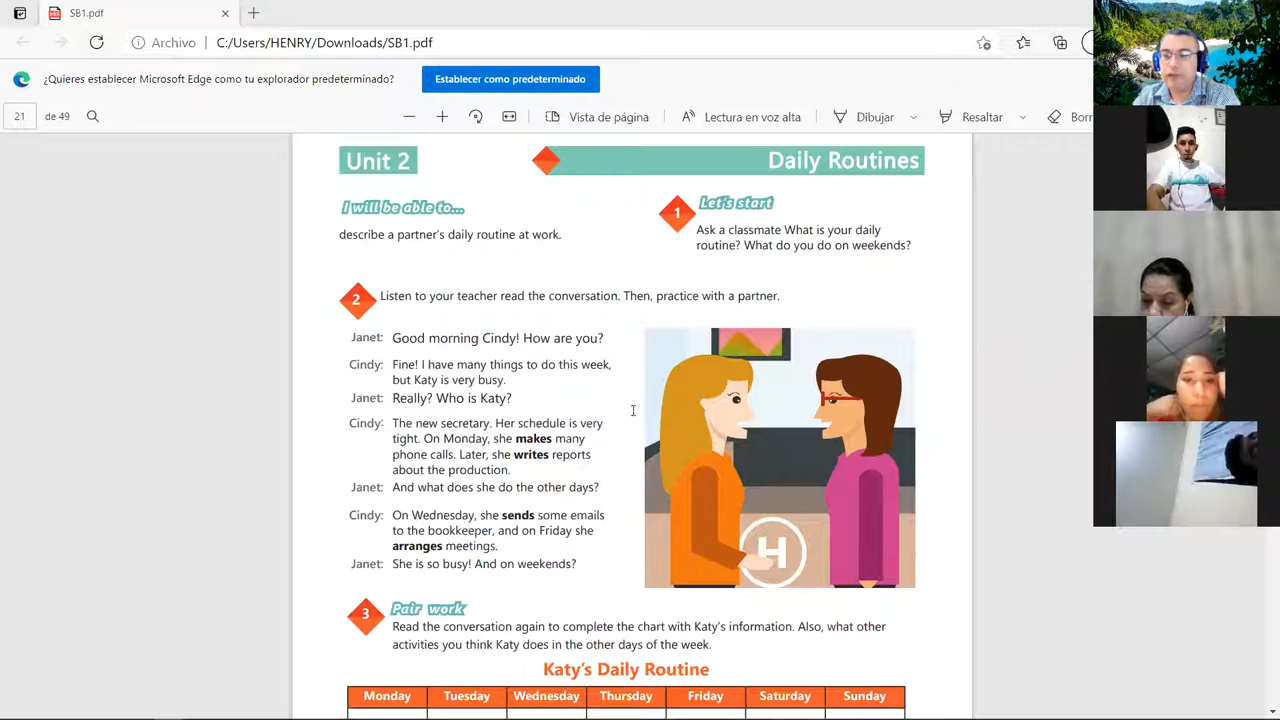 SB1.pdf
Archivo
C:/Users/HENRY/Downloads/SB1.pdf
¿Quieres establecer Microsoft Edge como tu explorador predeterminado?
Establecer como predeterminado
21
de 49
Vista de página
Lectura en voz alta
Dibujar
Resaltar
Borr
Unit 2
Daily Routines
I will be able to...
describe a partner's daily routine at work.
1
Let's start
Ask a classmate What is your daily
routine? What do you do on weekends?
2
Listen to your teacher read the conversation. Then, practice with a partner.
Janet: Good morning Cindy! How are you?
Cindy: Fine! I have many things to do this week,
but Katy is very busy.
Janet: Really? Who is Katy?
Cindy: The new secretary. Her schedule is very
tight. On Monday, she makes many
phone calls. Later, she writes reports
about the production.
Janet: And what does she do the other days?
Cindy: On Wednesday, she sends some emails
to the bookkeeper, and on Friday she
arranges meetings.
Janet: She is so busy! And on weekends?
H
3
Pair work
Read the conversation again to complete the chart with Katy's information. Also, what other
activities you think Katy does in the other days of the week.
Katy's Daily Routine
Monday Tuesday Wednesday Thursday Friday Saturday Sunday